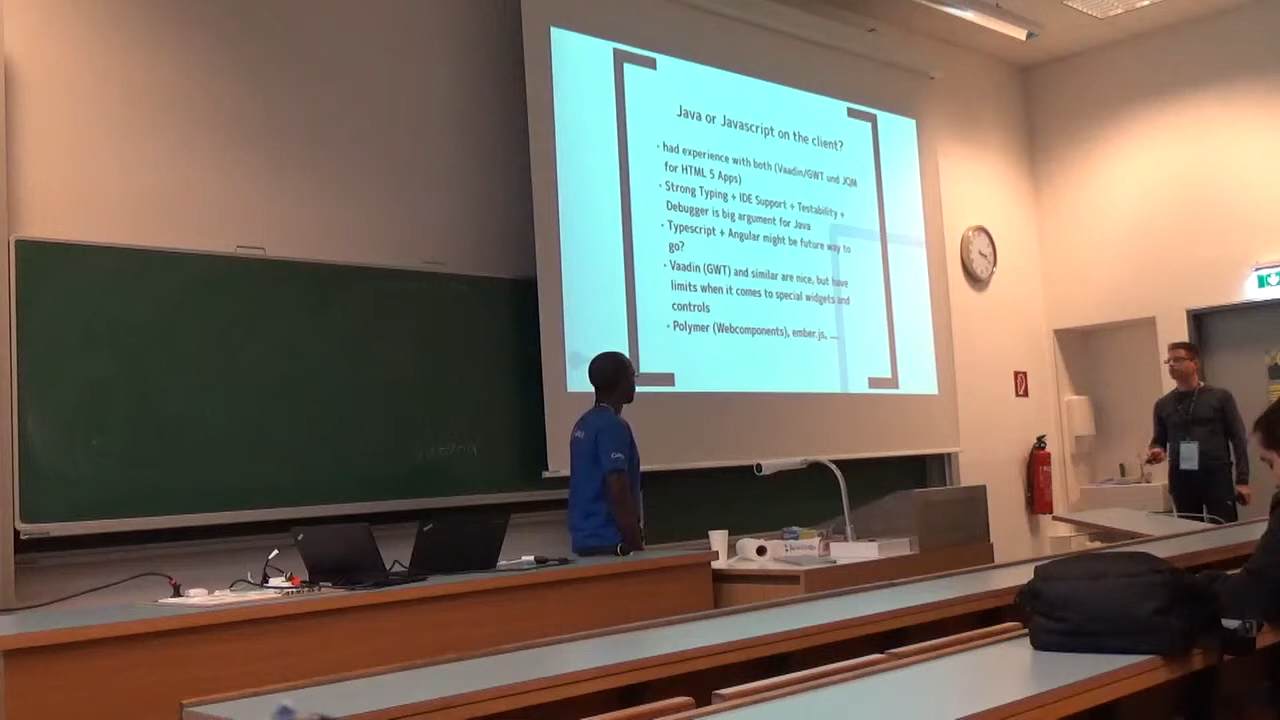 Java or Javascript on the client?
· had experience with both (Vaadin/GWT und JQM
for HTML 5 Apps)
· Strong Typing + IDE Support + Testability +
Debugger is big argument for Java
· Typescript + Angular might be future way to
go?
· Vaadin (GWT) and similar are nice, but have
limits when it comes to special widgets and
controls
· Polymer (Webcomponents), ember.js, ...